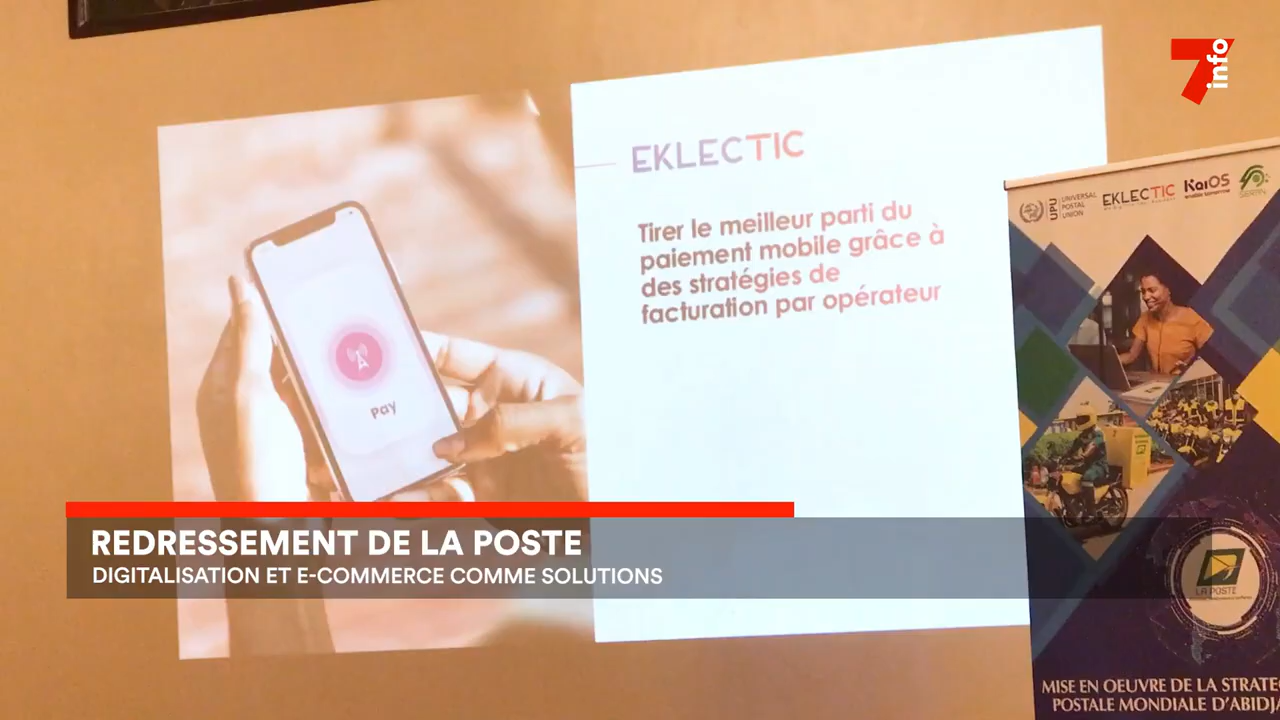 7info
EKLECTIC
Tirer le meilleur parti du
paiement mobile grâce à
des stratégies de
facturation par opérateur
Pay
UPU
UNIVERSAL
POSTAL
UNION
EKLECTIC
KaiOS
REDRESSEMENT DE LA POSTE
DIGITALISATION ET E-COMMERCE COMME SOLUTIONS
LA POSTE
MISE EN OEUVRE DE LA STRATE
POSTALE MONDIALE D'ABIDJA